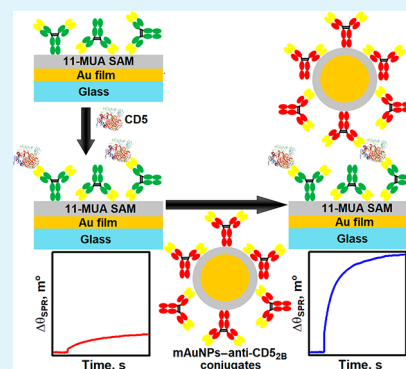 11-MUA SAM
Au film
Glass
CD5
11-MUA SAM
Au film
Glass
11-MUA SAM
Au film
Glass
ΔθSPR, m°
Time, s
mAuNPs–anti-CD52B
conjugates
ΔθSPR, m°
Time, s